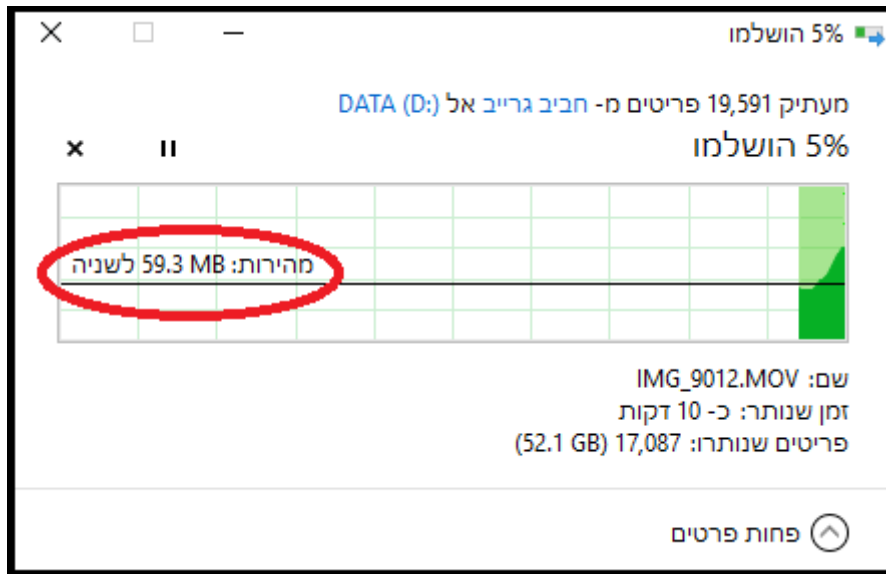 5% הושלמו
מעתיק 19,591 פריטים מ- חביב גרייב אל DATA (D:)
5% הושלמו
מהירות: 59.3 MB לשניה
שם: IMG_9012.MOV
זמן שנותר: כ- 10 דקות
פריטים שנותרו: 17,087 (52.1 GB)
פחות פרטים